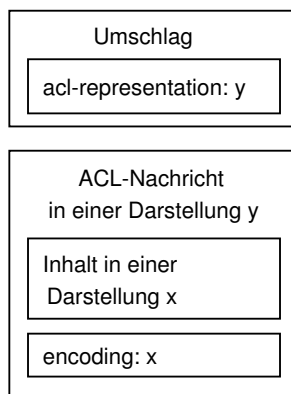 Umschlag
acl-representation: y
ACL-Nachricht
in einer Darstellung y
Inhalt in einer
Darstellung x
encoding: x